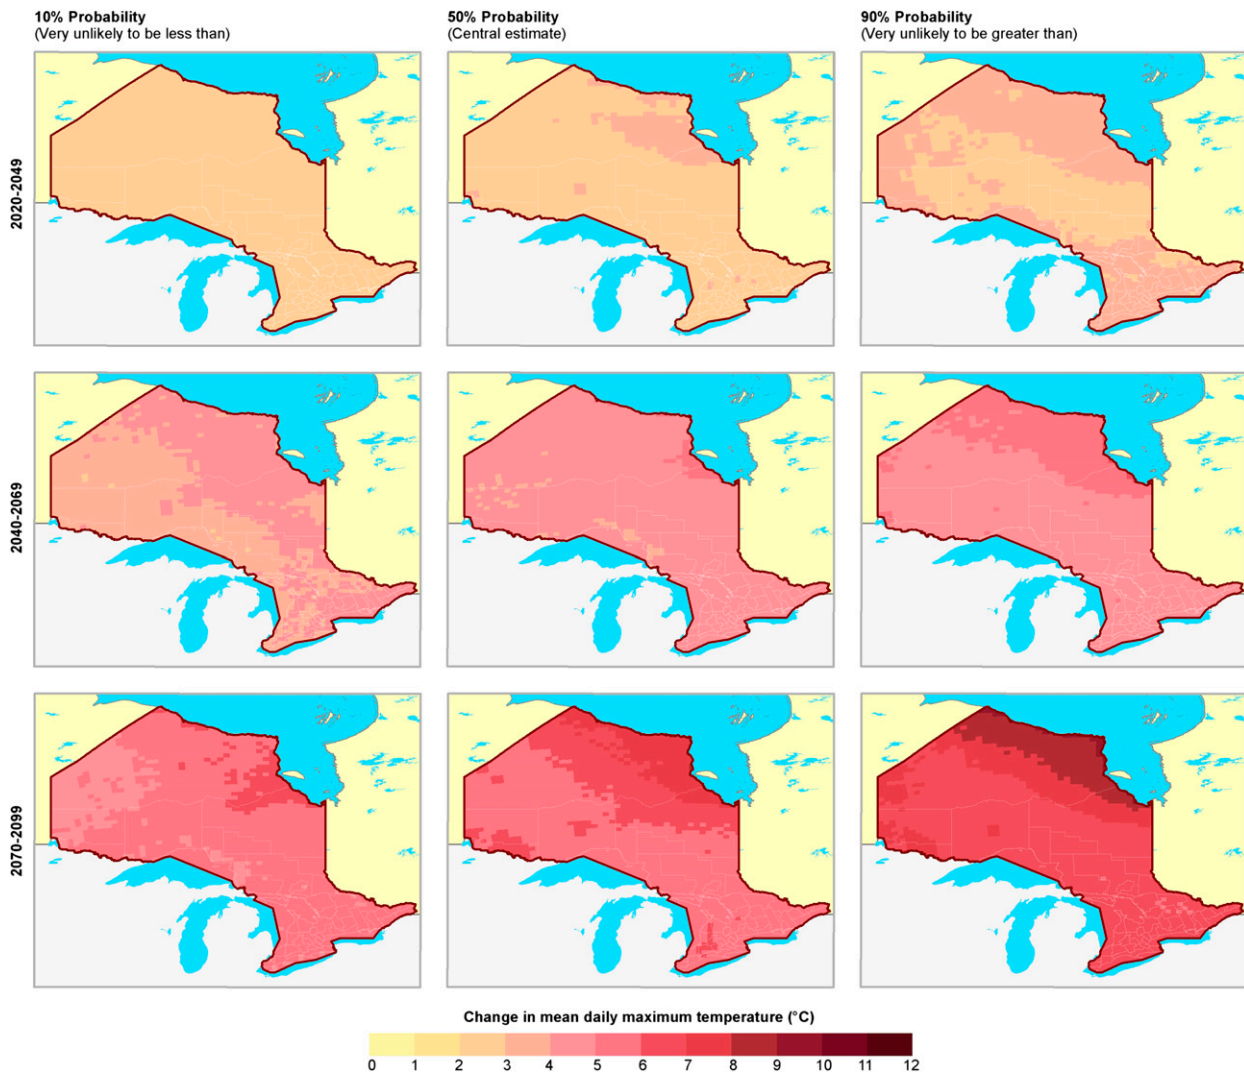 10% Probability
(Very unlikely to be less than)
50% Probability
(Central estimate)
90% Probability
(Very unlikely to be greater than)
2020-2049
2040-2069
2070-2099
Change in mean daily maximum temperature (°C)
0 1 2 3 4 5 6 7 8 9 10 11 12